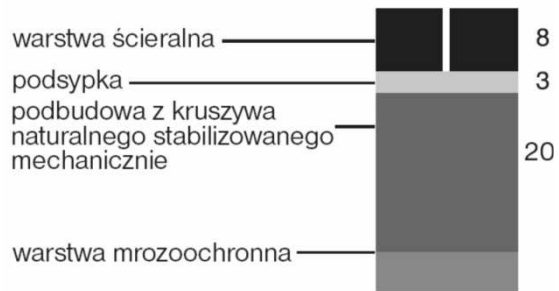 warstwa ścieralna
8
podsypka
3
podbudowa z kruszywa
naturalnego stabilizowanego
mechanicznie
20
warstwa mrozoochronna